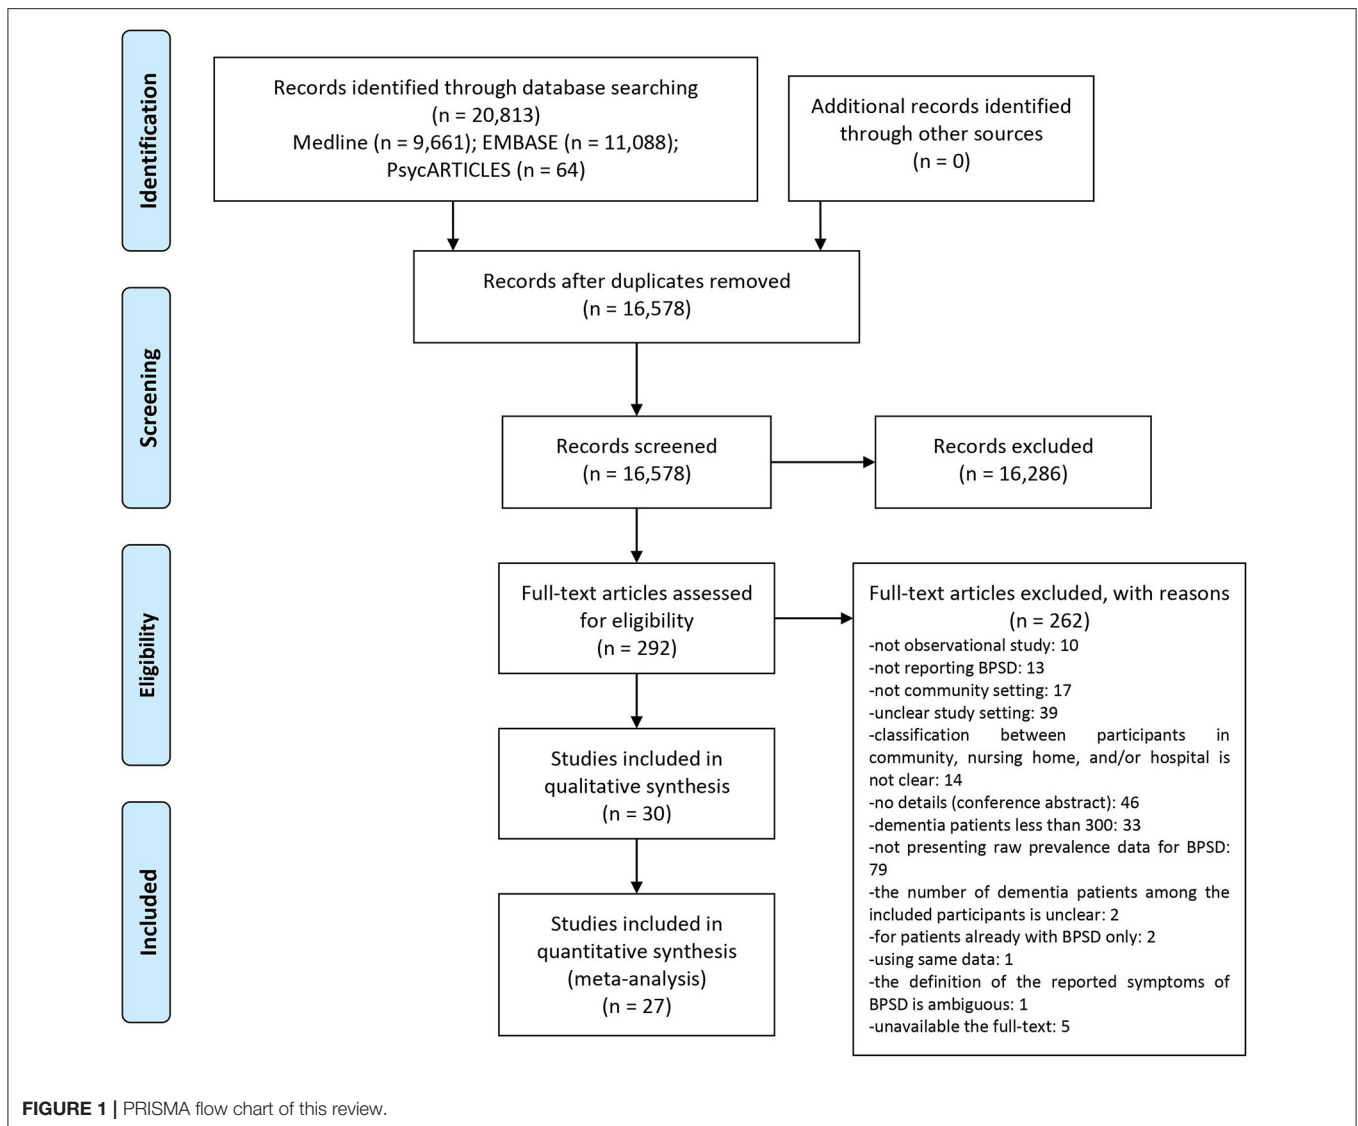 Identification
Records identified through database searching
(n = 20,813)
Medline (n = 9,661); EMBASE (n = 11,088);
PsycARTICLES (n = 64)
Additional records identified
through other sources
(n = 0)
Records after duplicates removed
(n = 16,578)
Screening
Records screened
(n = 16,578)
Records excluded
(n = 16,286)
Eligibility
Full-text articles assessed
for eligibility
(n = 292)
Full-text articles excluded, with reasons
(n = 262)
-not observational study: 10
-not reporting BPSD: 13
-not community setting: 17
-unclear study setting: 39
-classification between participants in
community, nursing home, and/or hospital is
not clear: 14
-no details (conference abstract): 46
-dementia patients less than 300: 33
-not presenting raw prevalence data for BPSD:
79
-the number of dementia patients among the
included participants is unclear: 2
-for patients already with BPSD only: 2
-using same data: 1
-the definition of the reported symptoms of
BPSD is ambiguous: 1
-unavailable the full-text: 5
Studies included in
qualitative synthesis
(n = 30)
Included
Studies included in
quantitative synthesis
(meta-analysis)
(n = 27)
FIGURE 1 | PRISMA flow chart of this review.